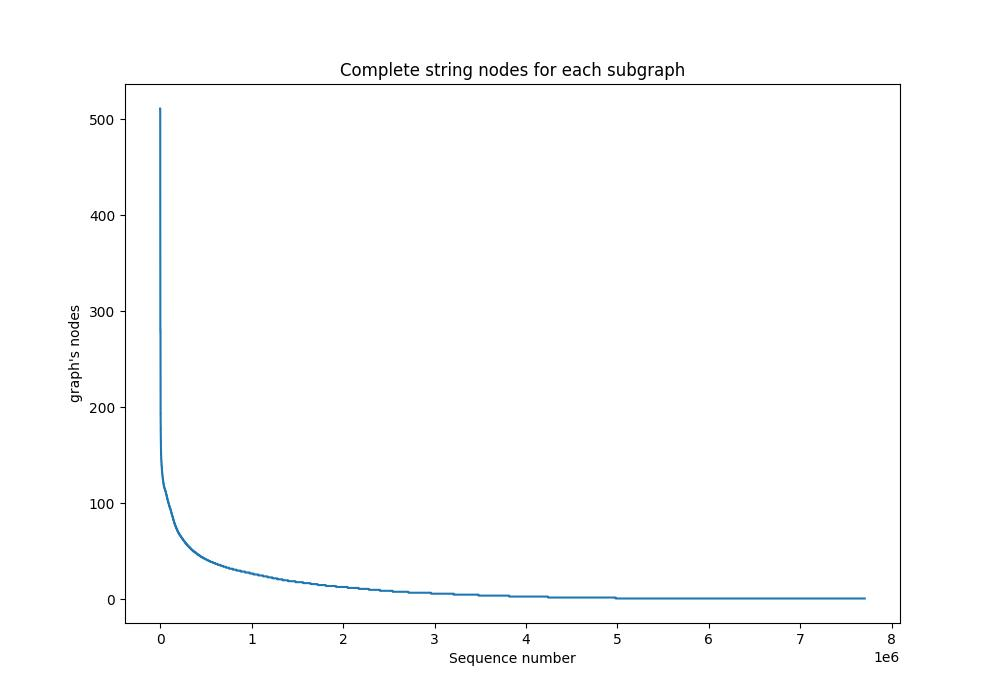 Complete string nodes for each subgraph
500
400
300
200
100
0
graph's nodes
0 1 2 3 4 5 6 7 8
1e6
Sequence number